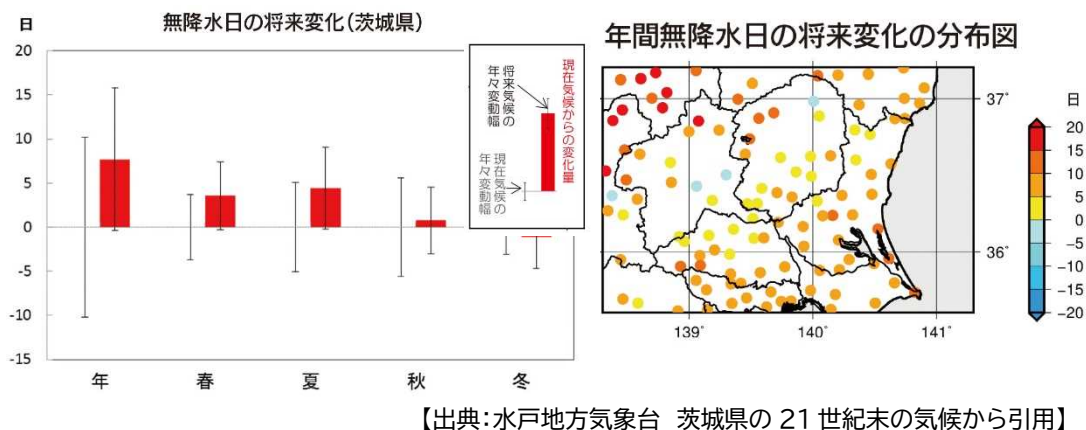 無降水日の将来変化（茨城県）
日
20
15
10
5
0
-5
-10
-15
年
春
夏
秋
冬
将来気候の
年々変動幅
現在気候からの変化量
現在気候の
年々変動幅
年間無降水日の将来変化の分布図
37°
36°
139°
140°
141°
日
20
15
10
5
0
-5
-10
-15
-20
【出典：水戸地方気象台 茨城県の 21 世紀末の気候から引用】